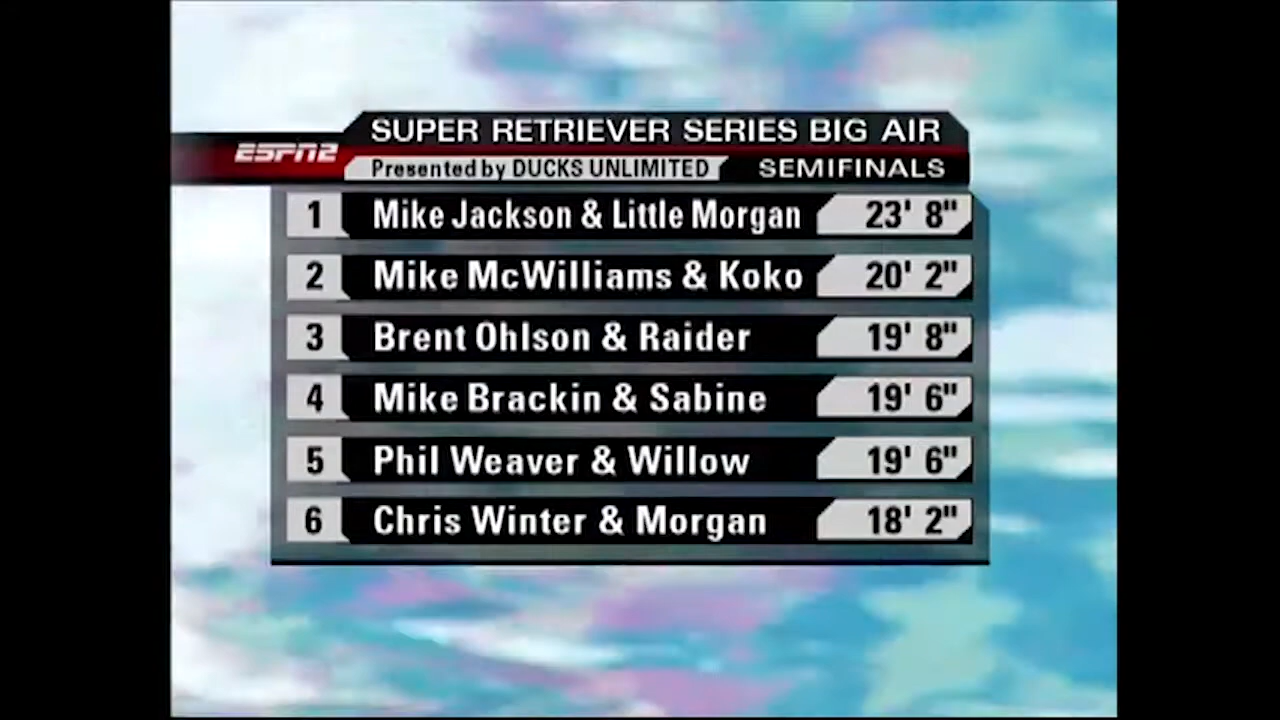 SUPER RETRIEVER SERIES BIG AIR
ESPN2
Presented by DUCKS UNLIMITED SEMIFINALS
1 Mike Jackson & Little Morgan 23' 8"
2 Mike McWilliams & Koko 20' 2"
3 Brent Ohlson & Raider 19' 8"
4 Mike Brackin & Sabine 19' 6"
5 Phil Weaver & Willow 19' 6"
6 Chris Winter & Morgan 18' 2"